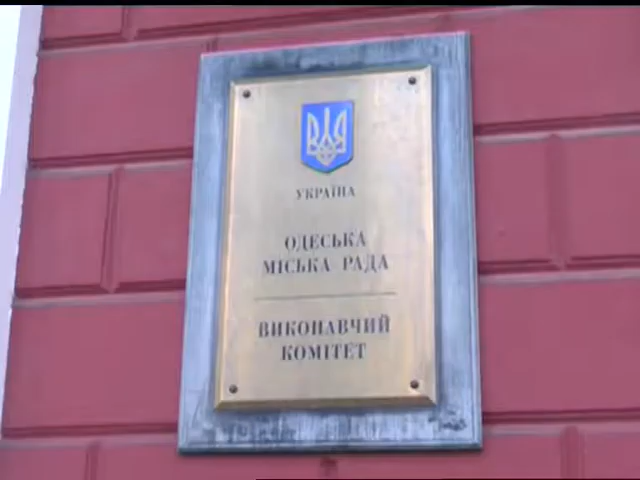 УКРАЇНА
ОДЕСЬКА
МІСЬКА РАДА
ВИКОНАВЧИЙ
КОМІТЕТ